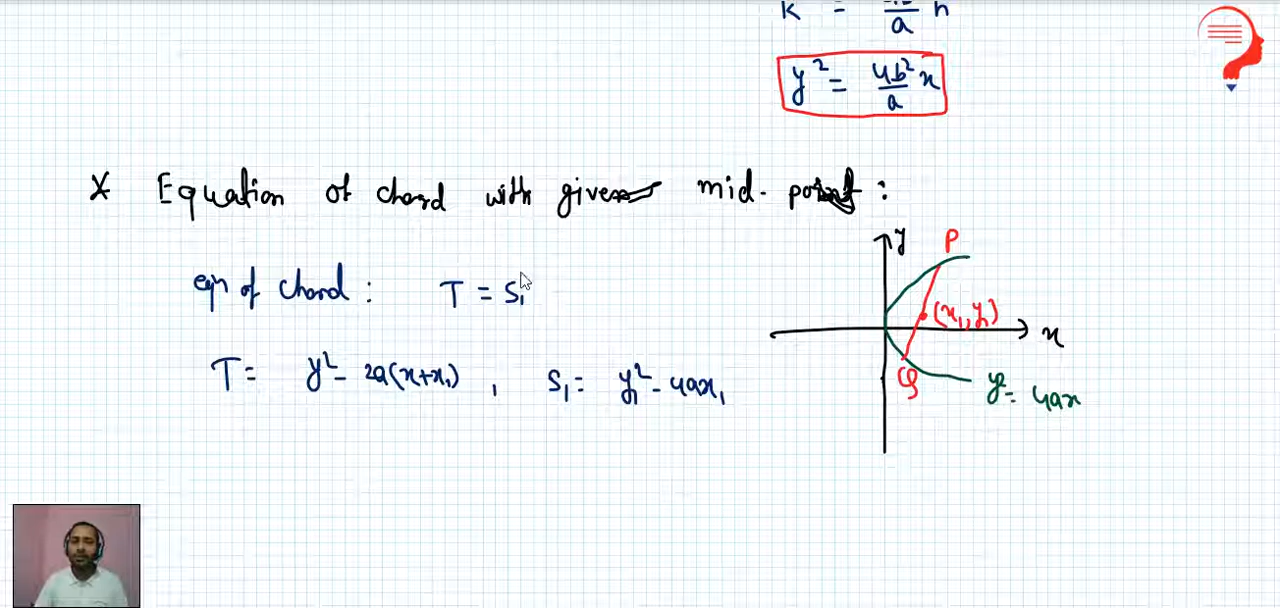 K = h
a
y² = 4b²/a x
* Equation of chord with given mid-point :
eqn of chord : T = S₁
T = y² - 2a(x+x₁) , S₁ = y₁² - 4ax₁
y
P
(x₁, y₁)
x
Q
y² = 4ax